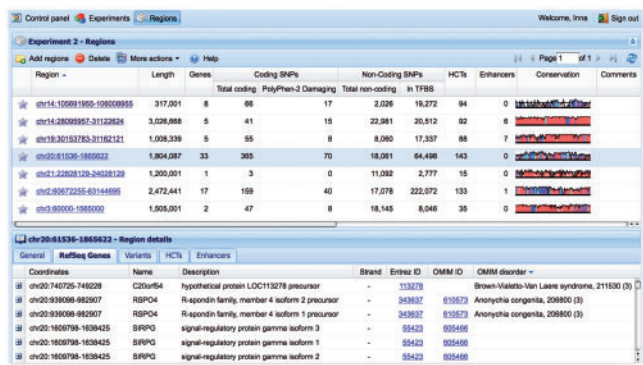 Control panel Experiments Regions Welcome, Inna Sign out
Experiment 2 - Regions
Add regions Delete More actions Help Page 1 of 1
Region Length Genes Coding SNPs Non-Coding SNPs HCTs Enhancers Conservation Comments
Total coding PolyPhen-2 Damaging Total non-coding In TFBS
chr14:105691965-106008955 317,001 8 66 17 2,026 19,272 94 0
chr14:28095957-31122624 3,026,668 5 41 15 22,981 20,512 92 6
chr19:30153783-31162121 1,008,339 5 55 8 8,060 17,337 68 7
chr20:61536-1865622 1,804,087 33 365 70 18,061 64,498 143 0
chr21:22828129-24028129 1,200,001 1 3 0 11,092 2,777 15 0
chr2:60672255-63144695 2,472,441 17 159 40 17,078 222,072 133 1
chr3:60000-1565000 1,505,001 2 47 8 18,145 8,046 35 0
chr20:61536-1865622 - Region details
General RefSeq Genes Variants HCTs Enhancers
Coordinates Name Description Strand Entrez ID OMIM ID OMIM disorder
chr20:740725-749228 C20orf54 hypothetical protein LOC113278 precursor - 113278 Brown-Vialetto-Van Laere syndrome, 211530 (3)
chr20:939098-982907 RSPO4 R-spondin family, member 4 isoform 2 precursor - 343637 610573 Anonychia congenita, 206800 (3)
chr20:939098-982907 RSPO4 R-spondin family, member 4 isoform 1 precursor - 343637 610573 Anonychia congenita, 206800 (3)
chr20:1609798-1638425 SIRPG signal-regulatory protein gamma isoform 3 - 55423 605466
chr20:1609798-1638425 SIRPG signal-regulatory protein gamma isoform 1 - 55423 605466
chr20:1609798-1638425 SIRPG signal-regulatory protein gamma isoform 2 - 55423 605466